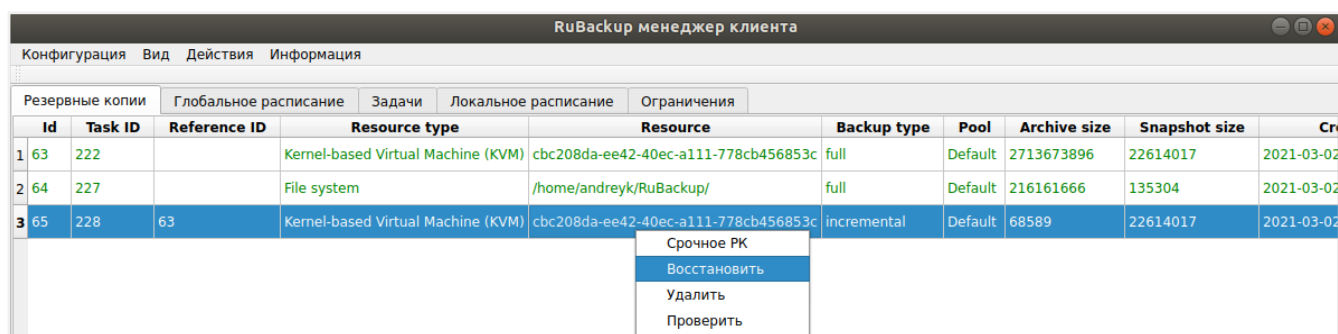 RuBackup менеджер клиента
Конфигурация Вид Действия Информация
Резервные копии Глобальное расписание Задачи Локальное расписание Ограничения
Id Task ID Reference ID Resource type Resource Backup type Pool Archive size Snapshot size Cre
1 63 222 Kernel-based Virtual Machine (KVM) cbc208da-ee42-40ec-a111-778cb456853c full Default 2713673896 22614017 2021-03-02
2 64 227 File system /home/andreyk/RuBackup/ full Default 216161666 135304 2021-03-02
3 65 228 63 Kernel-based Virtual Machine (KVM) cbc208da-ee42-40ec-a111-778cb456853c incremental Default 68589 22614017 2021-03-02
Срочное РК
Восстановить
Удалить
Проверить